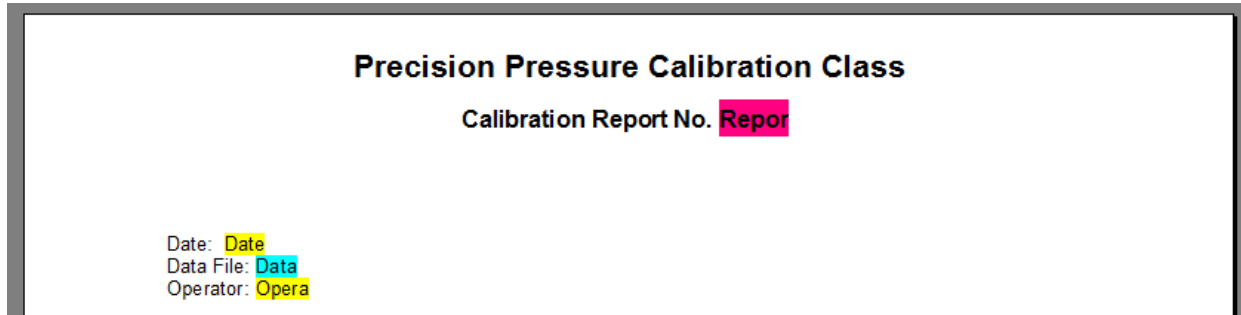 Precision Pressure Calibration Class
Calibration Report No. Repor
Date: Date
Data File: Data
Operator: Opera